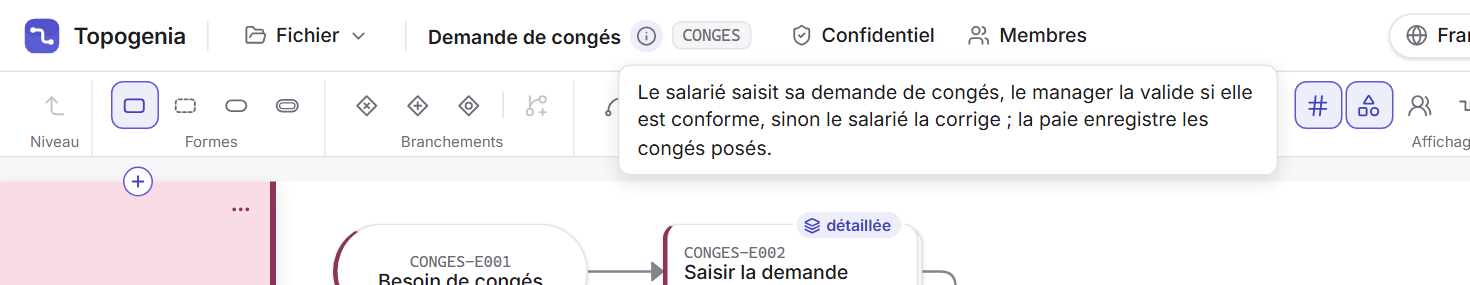 Topogenia
Fichier
Demande de congés
CONGES
Confidentiel
Membres
Le salarié saisit sa demande de congés, le manager la valide si elle
est conforme, sinon le salarié la corrige ; la paie enregistre les
congés posés.
Niveau
Formes
Branchements
détaillée
CONGES-E001
Besoin de congés
CONGES-E002
Saisir la demande